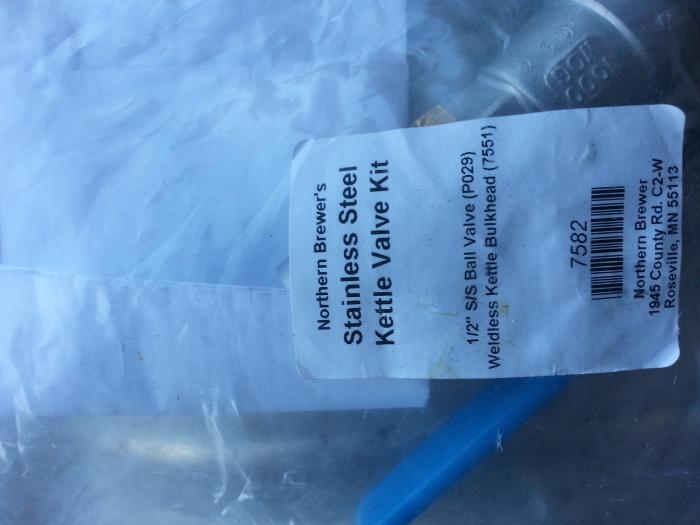 Northern Brewer's
Stainless Steel
Kettle Valve Kit
1/2" S/S Ball Valve (P029)
Weldless Kettle Bulkhead (7551)
7582
Northern Brewer
1945 County Rd. C2-W
Roseville, MN 55113
1000